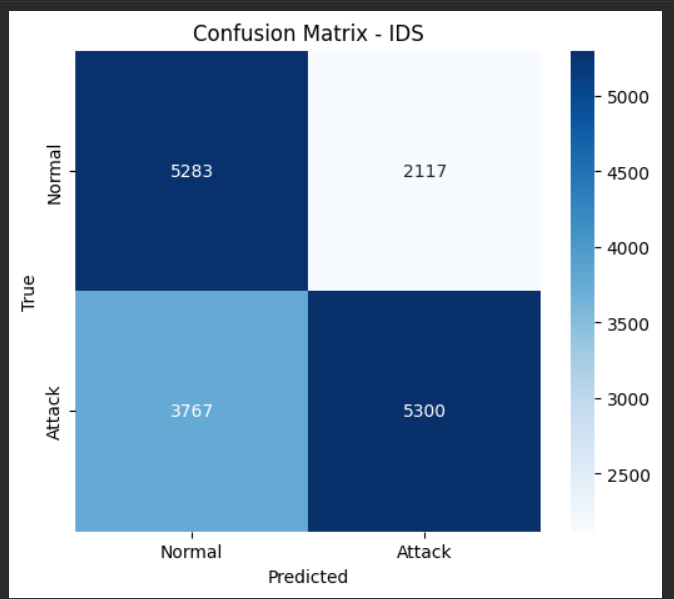 Confusion Matrix - IDS
Normal
5283
2117
True
Attack
3767
5300
Normal
Attack
Predicted
5000
4500
4000
3500
3000
2500